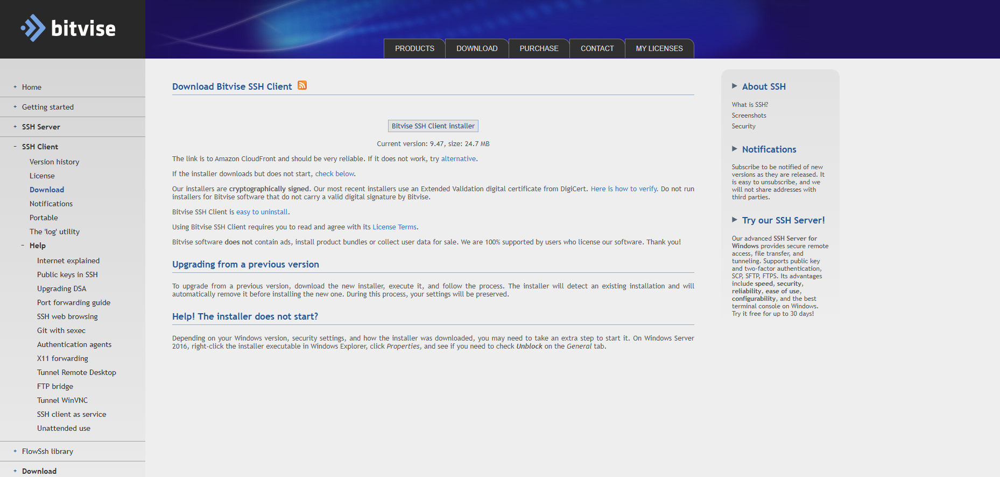 bitvise
PRODUCTS
DOWNLOAD
PURCHASE
CONTACT
MY LICENSES
+ Home
+ Getting started
+ SSH Server
- SSH Client
Version history
License
Download
Notifications
Portable
The 'log' utility
- Help
Internet explained
Public keys in SSH
Upgrading DSA
Port forwarding guide
SSH web browsing
Git with sexec
Authentication agents
X11 forwarding
Tunnel Remote Desktop
FTP bridge
Tunnel WinVNC
SSH client as service
Unattended use
+ FlowSsh library
+ Download
Download Bitvise SSH Client
Bitvise SSH Client installer
Current version: 9.47, size: 24.7 MB
The link is to Amazon CloudFront and should be very reliable. If it does not work, try alternative.
If the installer downloads but does not start, check below.
Our installers are cryptographically signed. Our most recent installers use an Extended Validation digital certificate from DigiCert. Here is how to verify. Do not run
installers for Bitvise software that do not carry a valid digital signature by Bitvise.
Bitvise SSH Client is easy to uninstall.
Using Bitvise SSH Client requires you to read and agree with its License Terms.
Bitvise software does not contain ads, install product bundles or collect user data for sale. We are 100% supported by users who license our software. Thank you!
Upgrading from a previous version
To upgrade from a previous version, download the new installer, execute it, and follow the process. The installer will detect an existing installation and will
automatically remove it before installing the new one. During this process, your settings will be preserved.
Help! The installer does not start?
Depending on your Windows version, security settings, and how the installer was downloaded, you may need to take an extra step to start it. On Windows Server
2016, right-click the installer executable in Windows Explorer, click Properties, and see if you need to check Unblock on the General tab.
About SSH
What is SSH?
Screenshots
Security
Notifications
Subscribe to be notified of new
versions as they are released. It
is easy to unsubscribe, and we
will not share addresses with
third parties.
Try our SSH Server!
Our advanced SSH Server for
Windows provides secure remote
access, file transfer, and
tunneling. Supports public key
and two-factor authentication,
SCP, SFTP, FTPS. Its advantages
include speed, security,
reliability, ease of use,
configurability, and the best
terminal console on Windows.
Try it free for up to 30 days!